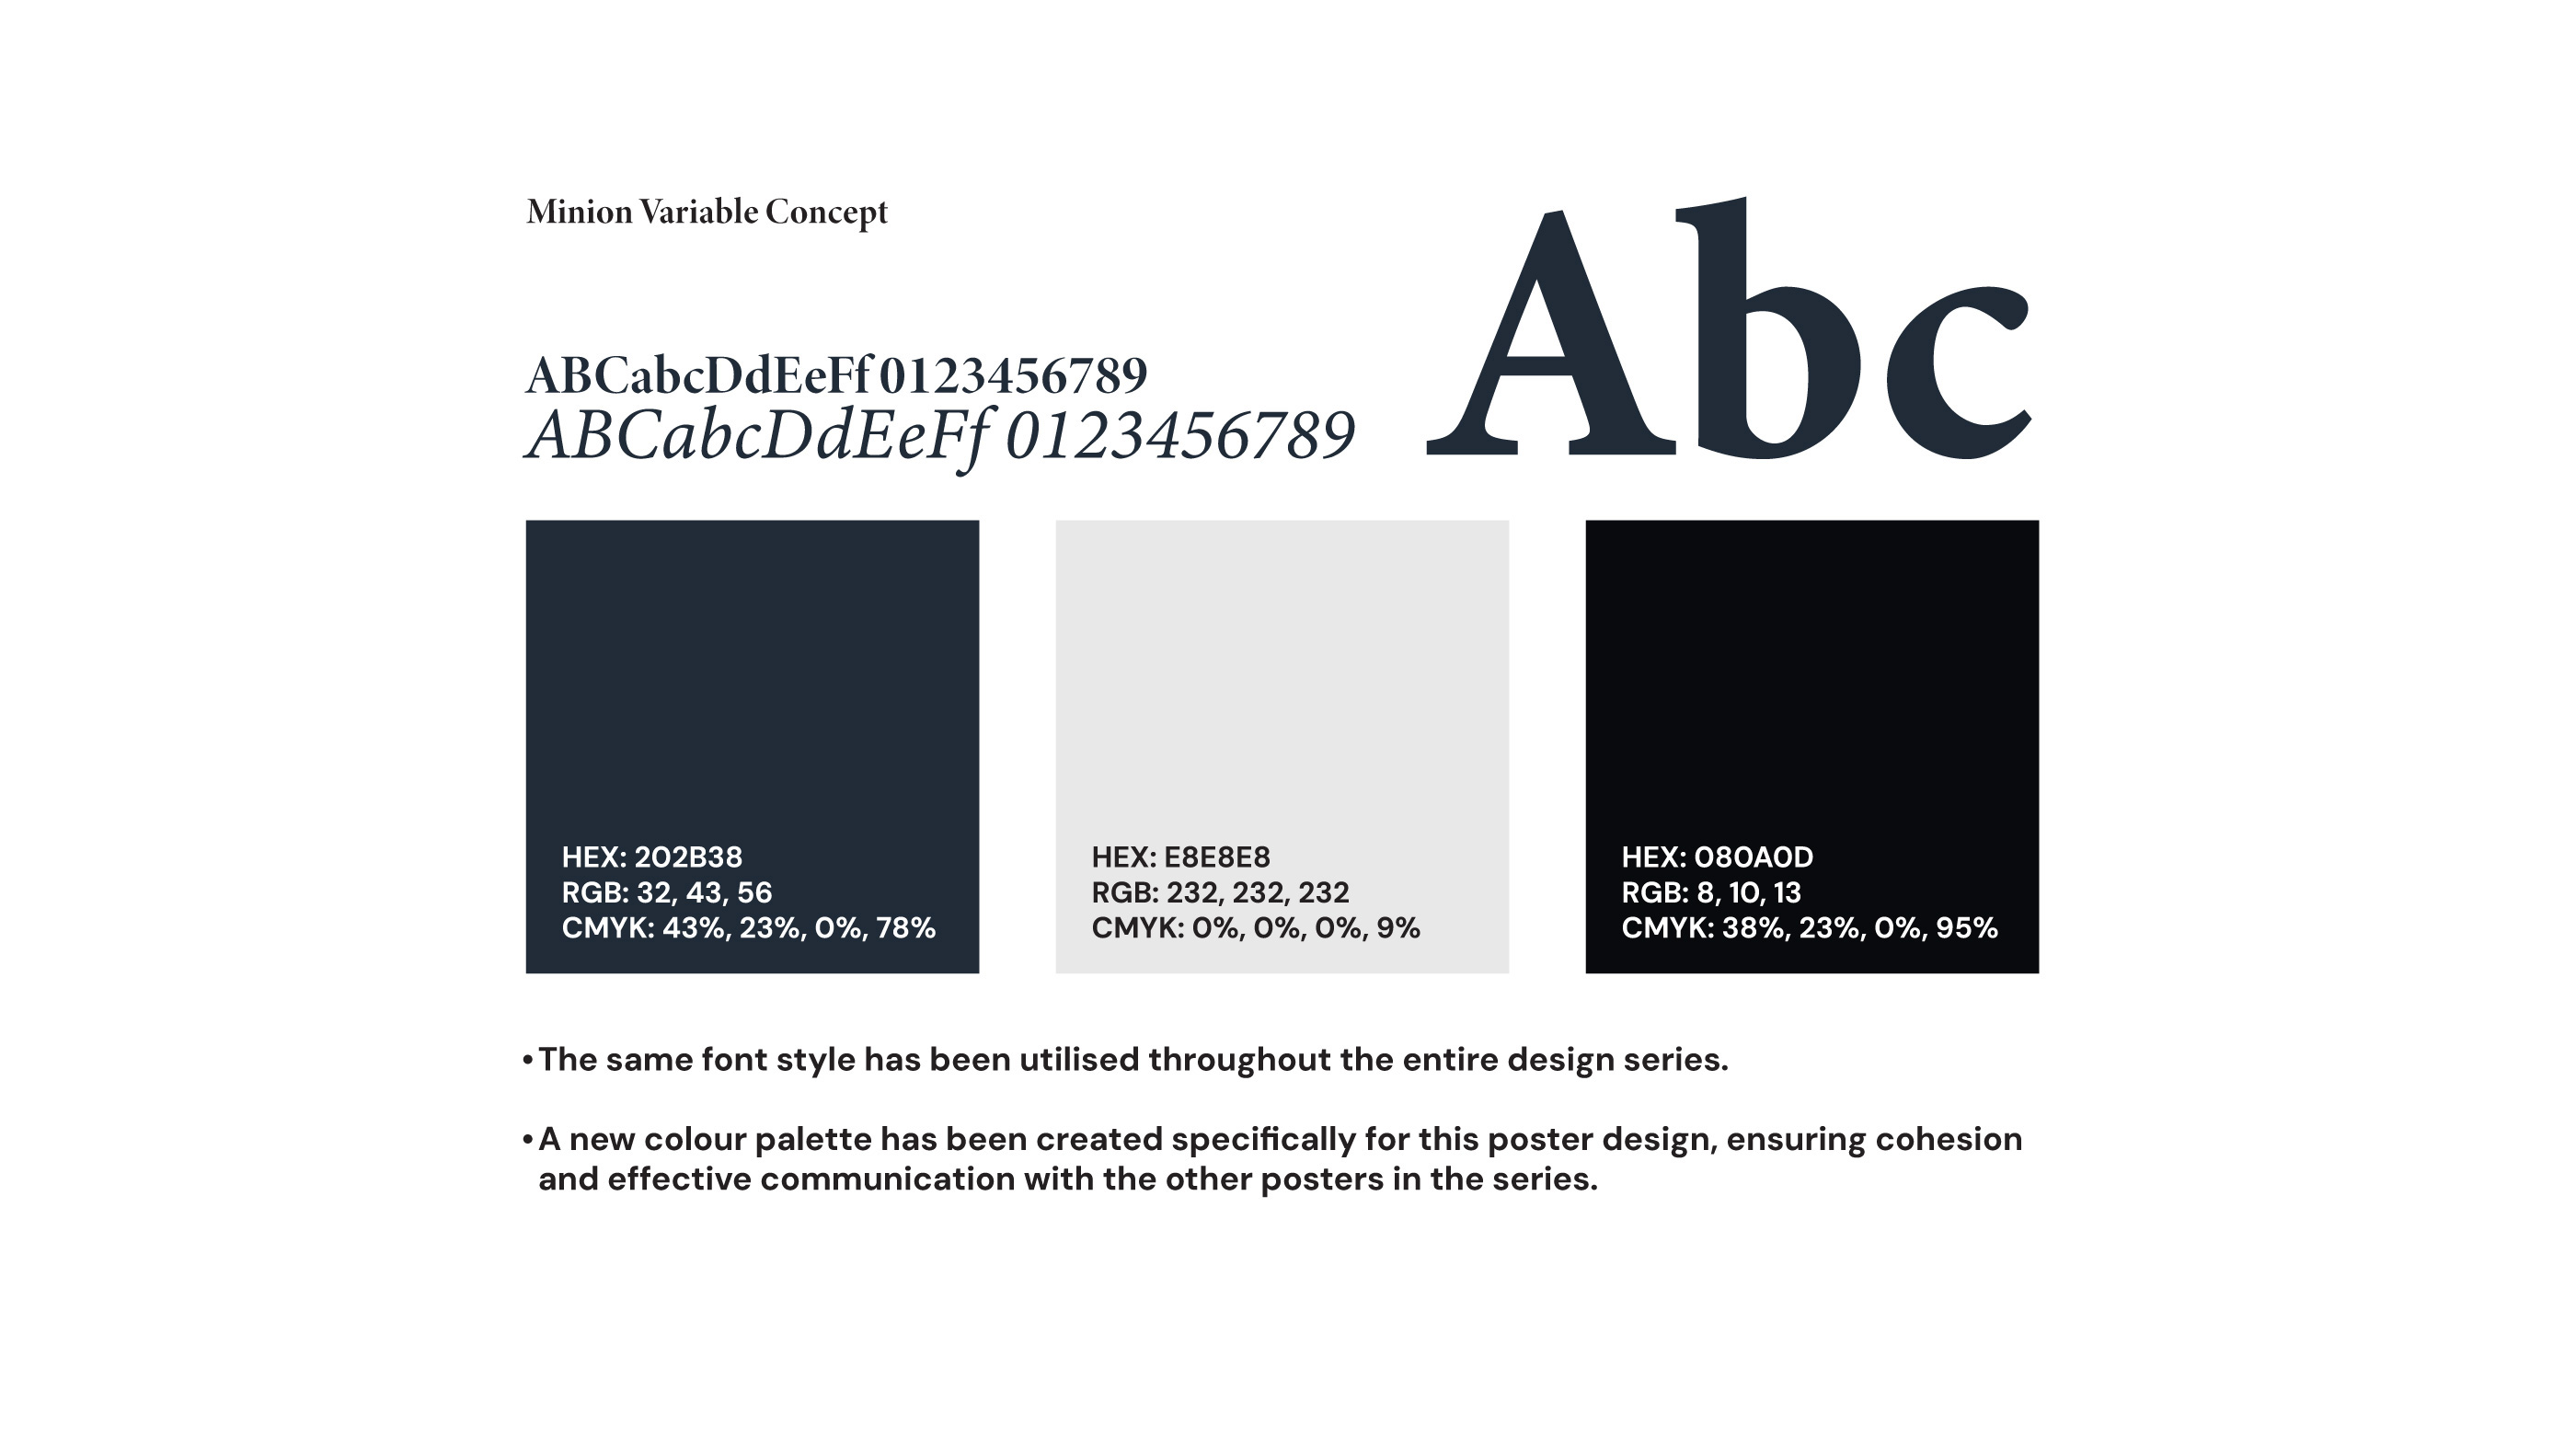 Minion Variable Concept
Abc
ABCabcDdEeFf 0123456789
ABCabcDdEeFf 0123456789
HEX: 202B38
RGB: 32, 43, 56
CMYK: 43%, 23%, 0%, 78%
HEX: E8E8E8
RGB: 232, 232, 232
CMYK: 0%, 0%, 0%, 9%
HEX: 080A0D
RGB: 8, 10, 13
CMYK: 38%, 23%, 0%, 95%
• The same font style has been utilised throughout the entire design series.
• A new colour palette has been created specifically for this poster design, ensuring cohesion
and effective communication with the other posters in the series.